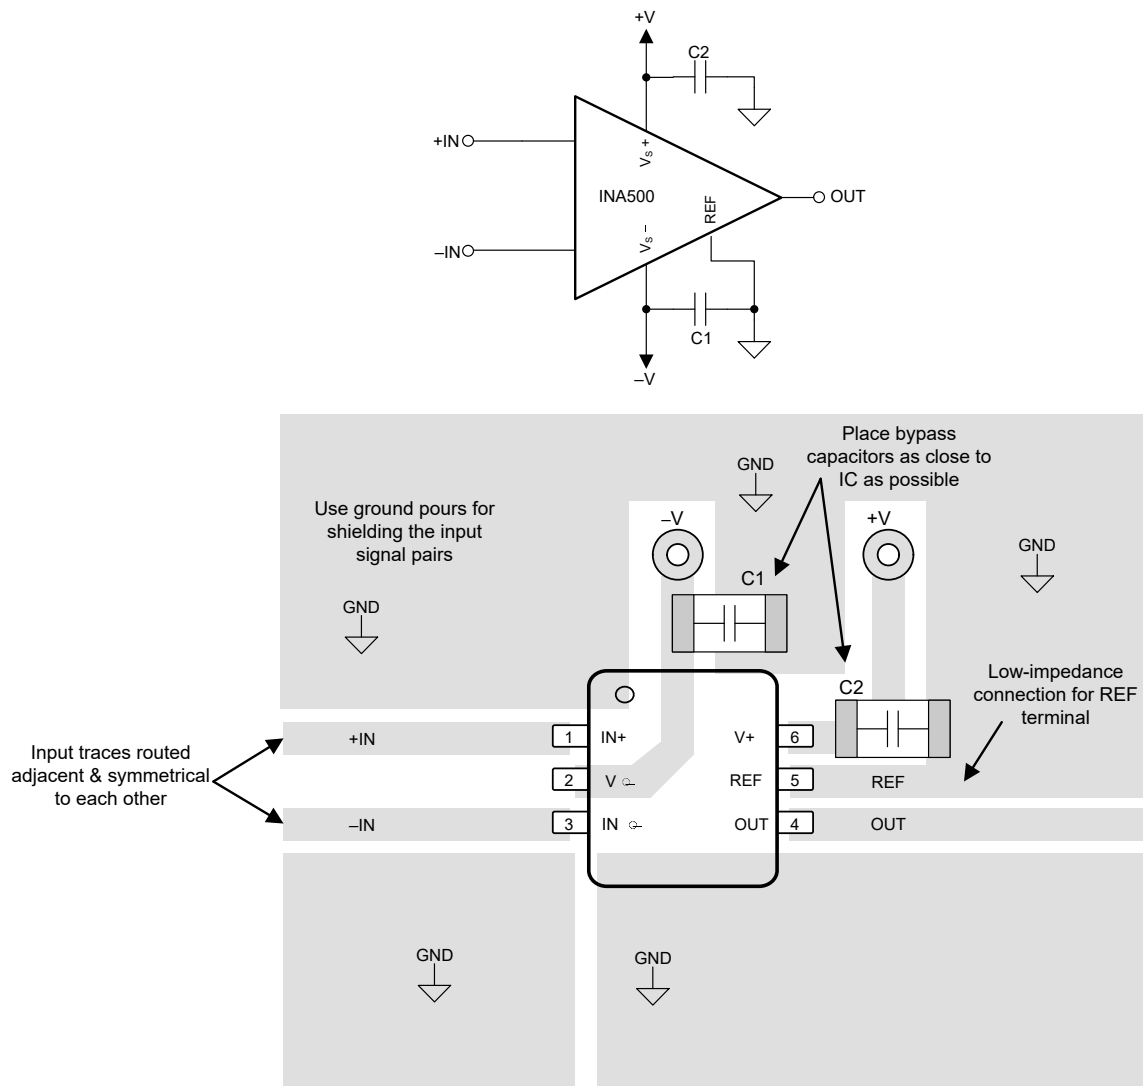 +V
C2
+IN
VS +
INA500
REF
OUT
VS –
–IN
C1
–V
Place bypass
capacitors as close to
IC as possible
GND
Use ground pours for
shielding the input
signal pairs
–V
+V
GND
C1
GND
Low-impedance
connection for REF
terminal
C2
+IN
1
IN+
V+
6
Input traces routed
adjacent & symmetrical
to each other
2
V –
REF
5
REF
–IN
3
IN –
OUT
4
OUT
GND
GND